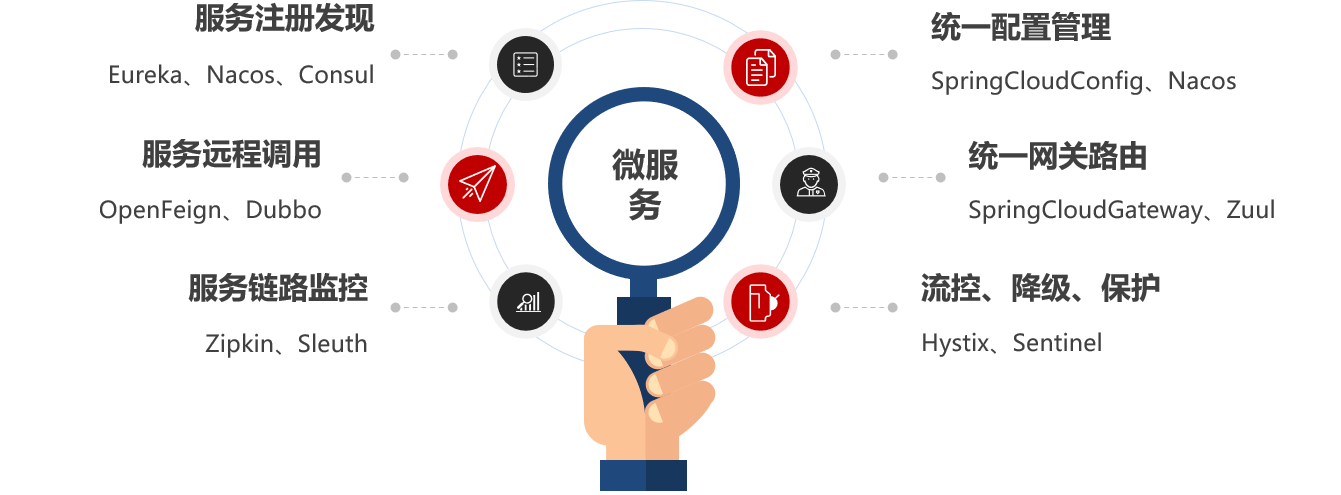 服务注册发现
Eureka、Nacos、Consul
服务远程调用
OpenFeign、Dubbo
服务链路监控
Zipkin、Sleuth
微服
务
统一配置管理
SpringCloudConfig、Nacos
统一网关路由
SpringCloudGateway、Zuul
流控、降级、保护
Hystix、Sentinel